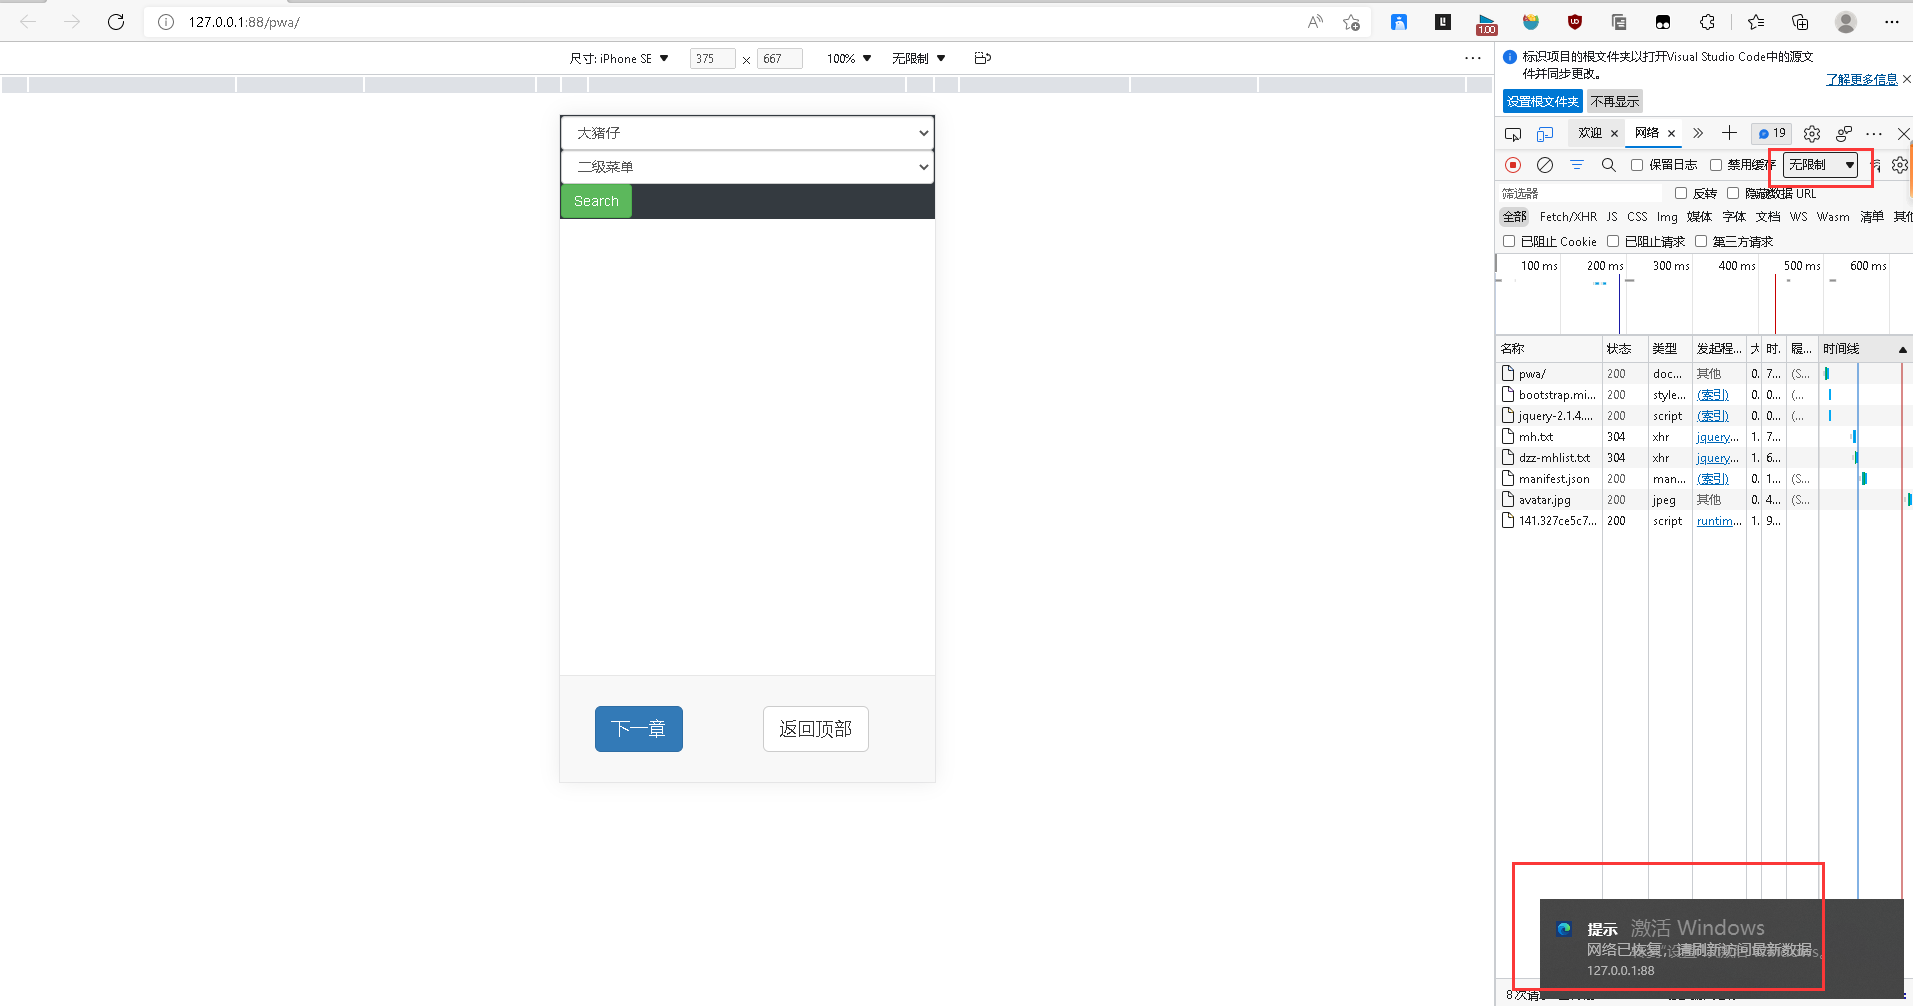 127.0.0.1:88/pwa/
1.00
尺寸: iPhone SE ▼ 375 × 667 100% ▼ 无限制 ▼
标识项目的根文件夹以打开Visual Studio Code中的源文
件并同步更改。
了解更多信息
设置根文件夹 不再显示
欢迎 网络 19
保留日志 禁用缓存 无限制
筛选器 反转 隐藏数据 URL
全部 Fetch/XHR JS CSS Img 媒体 字体 文档 WS Wasm 清单 其他
已阻止 Cookie 已阻止请求 第三方请求
100 ms 200 ms 300 ms 400 ms 500 ms 600 ms
名称 状态 类型 发起程... 大 时. 履... 时间线
pwa/ 200 doc... 其他 0. 7... (S...
bootstrap.mi... 200 style... (索引) 0. 0... (...
jquery-2.1.4.... 200 script (索引) 0. 0... (...
mh.txt 304 xhr jquery... 1. 7...
dzz-mhlist.txt 304 xhr jquery... 1. 6...
manifest.json 200 man... (索引) 0. 1... (S...
avatar.jpg 200 jpeg 其他 0. 4... (S...
141.327ce5c7... 200 script runtim... 1. 9...
大猪仔
二级菜单
Search
下一章 返回顶部
提示 激活 Windows
网络已恢复, 请刷新访问最新数据
127.0.0.1:88